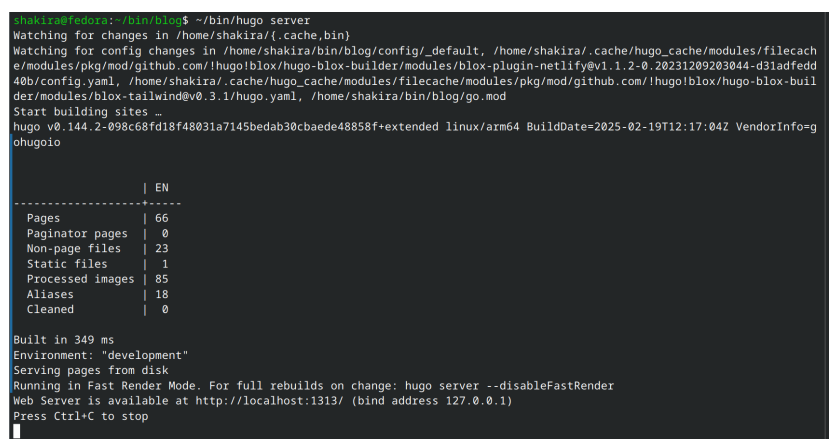 shakira@fedora:~/bin/blog$ ~/bin/hugo server
Watching for changes in /home/shakira/{.cache,bin}
Watching for config changes in /home/shakira/bin/blog/config/_default, /home/shakira/.cache/hugo_cache/modules/filecach
e/modules/pkg/mod/github.com/!hugo!blox/hugo-blox-builder/modules/blox-plugin-netlify@v1.1.2-0.20231209203044-d31adfedd
40b/config.yaml, /home/shakira/.cache/hugo_cache/modules/filecache/modules/pkg/mod/github.com/!hugo!blox/hugo-blox-buil
der/modules/blox-tailwind@v0.3.1/hugo.yaml, /home/shakira/bin/blog/go.mod
Start building sites …
hugo v0.144.2-098c68fd18f48031a7145bedab30cbaede48858f+extended linux/arm64 BuildDate=2025-02-19T12:17:04Z VendorInfo=g
ohugoio
                   | EN
-------------------+-----
  Pages            | 66
  Paginator pages  |  0
  Non-page files   | 23
  Static files     |  1
  Processed images | 85
  Aliases          | 18
  Cleaned          |  0
Built in 349 ms
Environment: "development"
Serving pages from disk
Running in Fast Render Mode. For full rebuilds on change: hugo server --disableFastRender
Web Server is available at http://localhost:1313/ (bind address 127.0.0.1)
Press Ctrl+C to stop